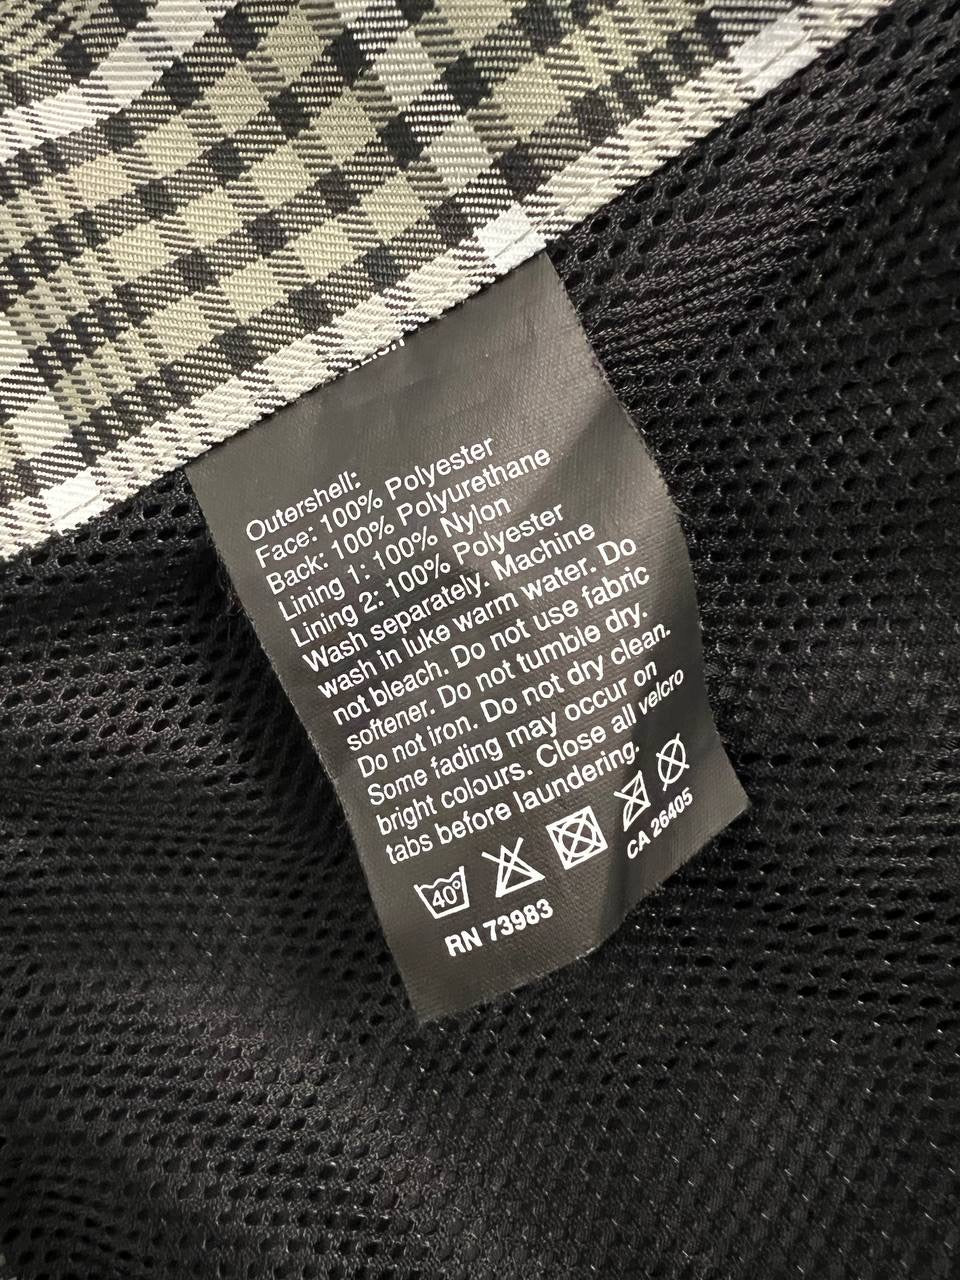 Outershell:
Face: 100% Polyester
Back: 100% Polyurethane
Lining 1: 100% Nylon
Lining 2: 100% Polyester
Wash separately. Machine
wash in luke warm water. Do
not bleach. Do not use fabric
softener. Do not tumble dry.
Do not iron. Do not dry clean.
Some fading may occur on
bright colours. Close all velcro
tabs before laundering.
40°
RN 73983
CA 26405